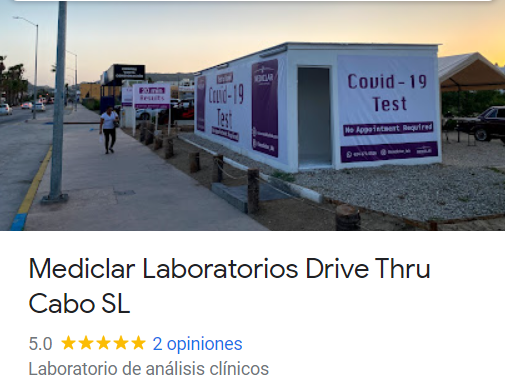 MEDICLAR
Covid-19
Test
Covid-19
Test
20 min
Results
No Appointment Required
Mediclar Laboratorios Drive Thru
Cabo SL
5.0 2 opiniones
Laboratorio de análisis clínicos